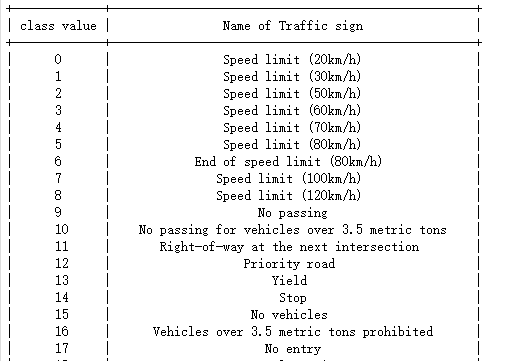 class value Name of Traffic sign
0 Speed limit (20km/h)
1 Speed limit (30km/h)
2 Speed limit (50km/h)
3 Speed limit (60km/h)
4 Speed limit (70km/h)
5 Speed limit (80km/h)
6 End of speed limit (80km/h)
7 Speed limit (100km/h)
8 Speed limit (120km/h)
9 No passing
10 No passing for vehicles over 3.5 metric tons
11 Right-of-way at the next intersection
12 Priority road
13 Yield
14 Stop
15 No vehicles
16 Vehicles over 3.5 metric tons prohibited
17 No entry